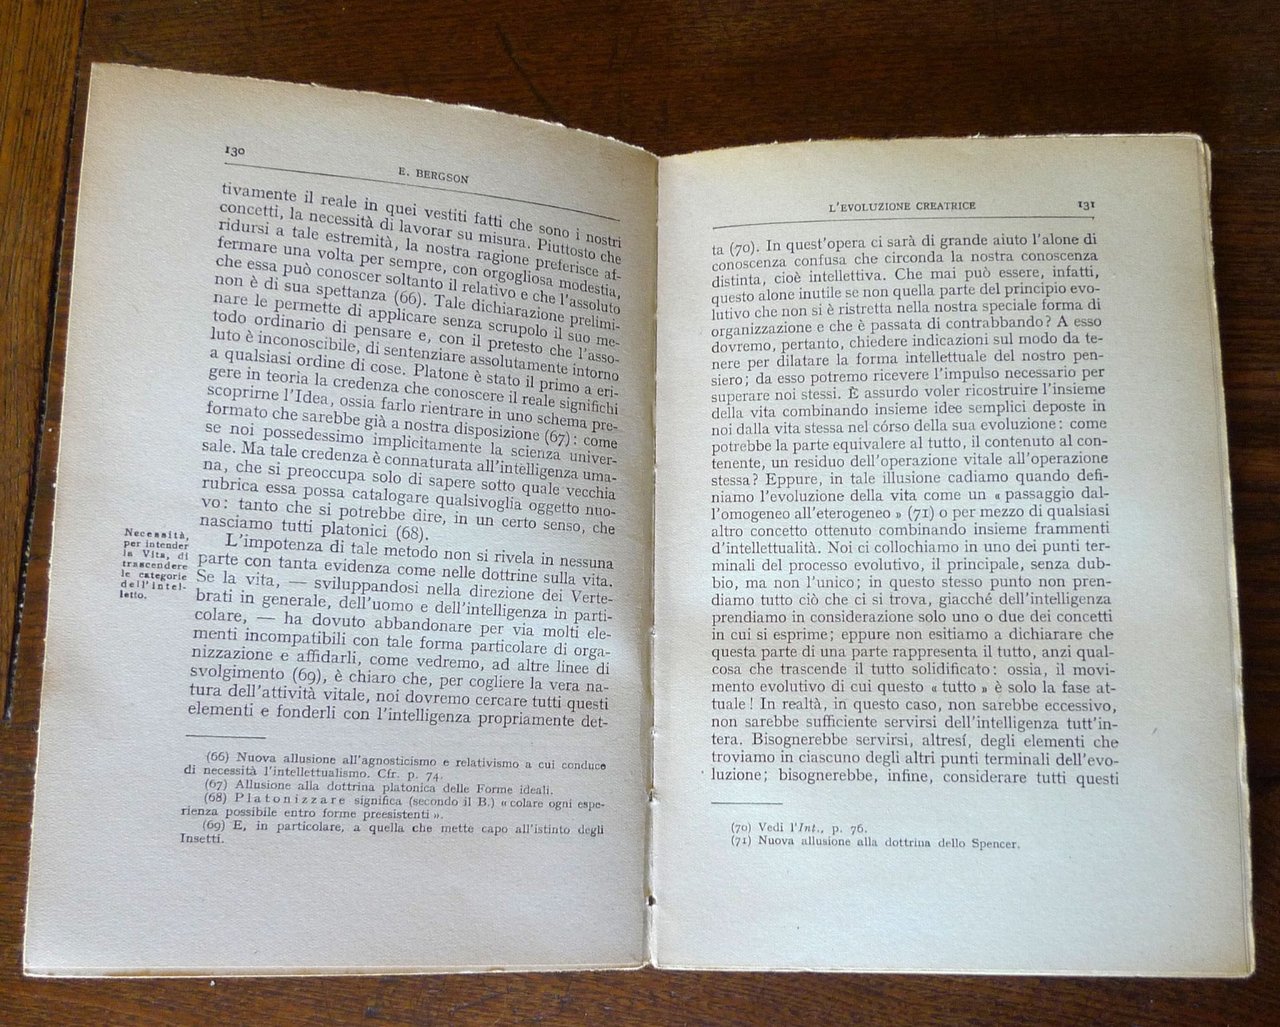 130
E. BERGSON
tivamente il reale in quei vestiti fatti che sono i nostri
concetti, la necessità di lavorar su misura. Piuttosto che
ridursi a tale estremità, la nostra ragione preferisce af-
fermare una volta per sempre, con orgogliosa modestia,
che essa può conoscer soltanto il relativo e che l'assoluto
non è di sua spettanza (66). Tale dichiarazione prelimi-
nare le permette di applicare senza scrupolo il suo me-
todo ordinario di pensare e, con il pretesto che l'asso-
luto è inconoscibile, di sentenziare assolutamente intorno
a qualsiasi ordine di cose. Platone è stato il primo a eri-
gere in teoria la credenza che conoscere il reale significhi
scoprirne l'Idea, ossia farlo rientrare in uno schema pre-
formato che sarebbe già a nostra disposizione (67): come
se noi possedessimo implicitamente la scienza univer-
sale. Ma tale credenza è connaturata all'intelligenza uma-
na, che si preoccupa solo di sapere sotto quale vecchia
rubrica essa possa catalogare qualsivoglia oggetto nuo-
vo: tanto che si potrebbe dire, in un certo senso, che
nasciamo tutti platonici (68).
Necessità,
per intender
la Vita, di
trascendere
le categorie
dell'intel-
letto.
L'impotenza di tale metodo non si rivela in nessuna
parte con tanta evidenza come nelle dottrine sulla vita.
Se la vita, — sviluppandosi nella direzione dei Verte-
brati in generale, dell'uomo e dell'intelligenza in parti-
colare, — ha dovuto abbandonare per via molti ele-
menti incompatibili con tale forma particolare di orga-
nizzazione e affidarli, come vedremo, ad altre linee di
svolgimento (69), è chiaro che, per cogliere la vera na-
tura dell'attività vitale, noi dovremo cercare tutti questi
elementi e fonderli con l'intelligenza propriamente det-
(66) Nuova allusione all'agnosticismo e relativismo a cui conduce
di necessità l'intellettualismo. Cfr. p. 74.
(67) Allusione alla dottrina platonica delle Forme ideali.
(68) Platonizzare significa (secondo il B.) « colare ogni espe-
rienza possibile entro forme preesistenti ».
(69) E, in particolare, a quella che mette capo all'istinto degli
Insetti.
L'EVOLUZIONE CREATRICE
131
ta (70). In quest'opera ci sarà di grande aiuto l'alone di
conoscenza confusa che circonda la nostra conoscenza
distinta, cioè intellettiva. Che mai può essere, infatti,
questo alone inutile se non quella parte del principio evo-
lutivo che non si è ristretta nella nostra speciale forma di
organizzazione e che è passata di contrabbando? A esso
dovremo, pertanto, chiedere indicazioni sul modo da te-
nere per dilatare la forma intellettuale del nostro pen-
siero; da esso potremo ricevere l'impulso necessario per
superare noi stessi. È assurdo voler ricostruire l'insieme
della vita combinando insieme idee semplici deposte in
noi dalla vita stessa nel córso della sua evoluzione: come
potrebbe la parte equivalere al tutto, il contenuto al con-
tenente, un residuo dell'operazione vitale all'operazione
stessa? Eppure, in tale illusione cadiamo quando defi-
niamo l'evoluzione della vita come un « passaggio dal-
l'omogeneo all'eterogeneo » (71) o per mezzo di qualsiasi
altro concetto ottenuto combinando insieme frammenti
d'intellettualità. Noi ci collochiamo in uno dei punti ter-
minali del processo evolutivo, il principale, senza dub-
bio, ma non l'unico; in questo stesso punto non pren-
diamo tutto ciò che ci si trova, giacché dell'intelligenza
prendiamo in considerazione solo uno o due dei concetti
in cui si esprime; eppure non esitiamo a dichiarare che
questa parte di una parte rappresenta il tutto, anzi qual-
cosa che trascende il tutto solidificato: ossia, il movi-
mento evolutivo di cui questo « tutto » è solo la fase at-
tuale! In realtà, in questo caso, non sarebbe eccessivo,
non sarebbe sufficiente servirsi dell'intelligenza tutt'in-
tera. Bisognerebbe servirsi, altresí, degli elementi che
troviamo in ciascuno degli altri punti terminali dell'evo-
luzione; bisognerebbe, infine, considerare tutti questi
(70) Vedi l'Int., p. 76.
(71) Nuova allusione alla dottrina dello Spencer.